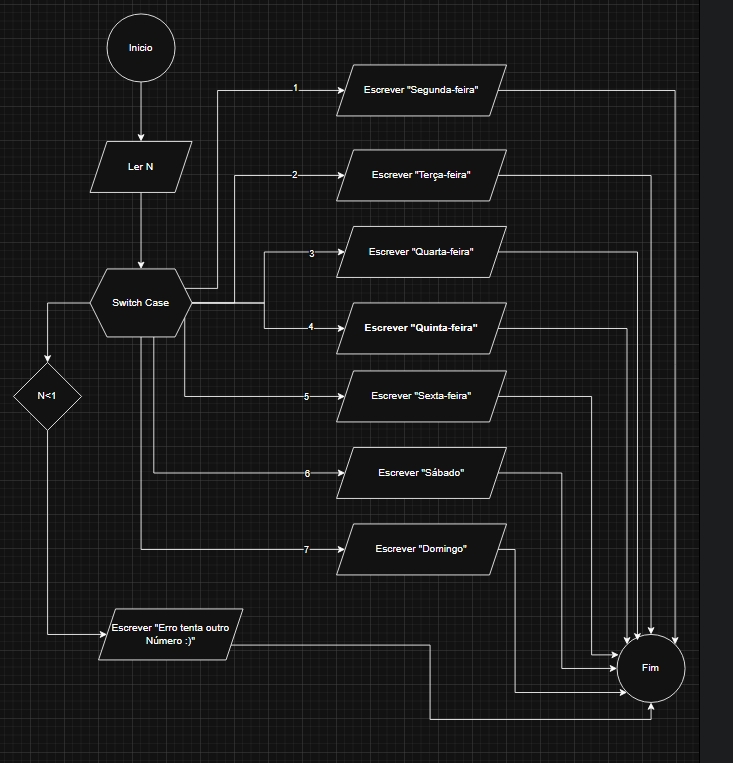 Inicio
1
Escrever "Segunda-feira"
Ler N
2
Escrever "Terça-feira"
3
Escrever "Quarta-feira"
Switch Case
4
Escrever "Quinta-feira"
N<1
5
Escrever "Sexta-feira"
6
Escrever "Sábado"
7
Escrever "Domingo"
Escrever "Erro tenta outro
Número :)"
Fim